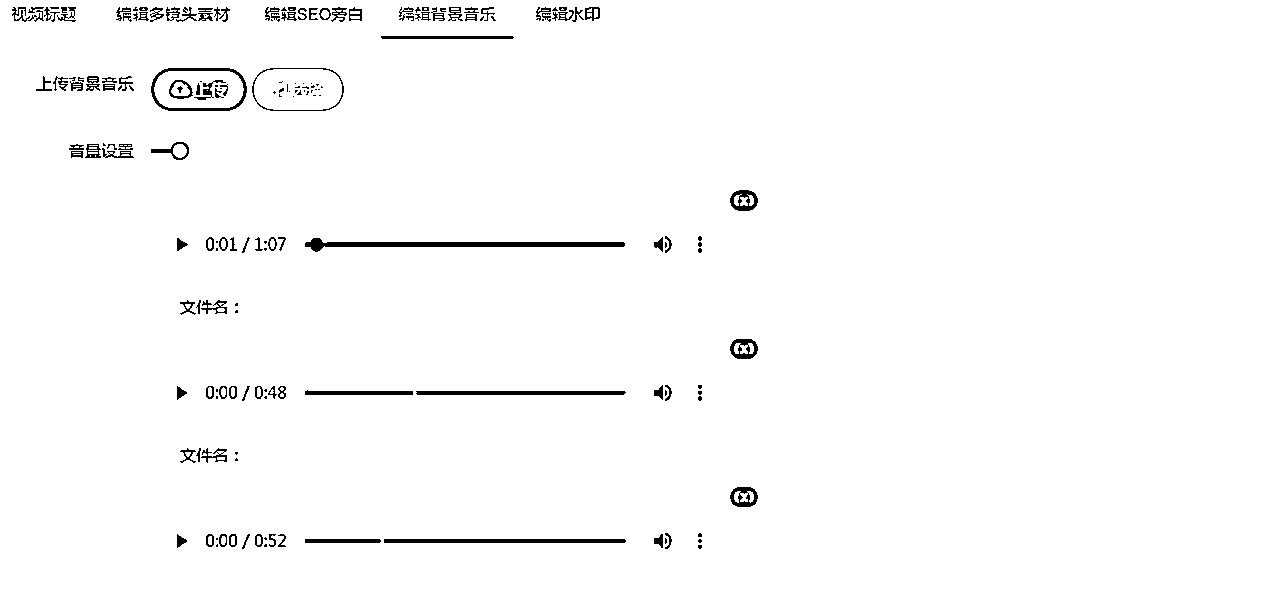 视频标题 编辑多镜头素材 编辑SEO旁白 编辑背景音乐 编辑水印
上传背景音乐 上传
音量设置
0:01 / 1:07
文件名：
0:00 / 0:48
文件名：
0:00 / 0:52